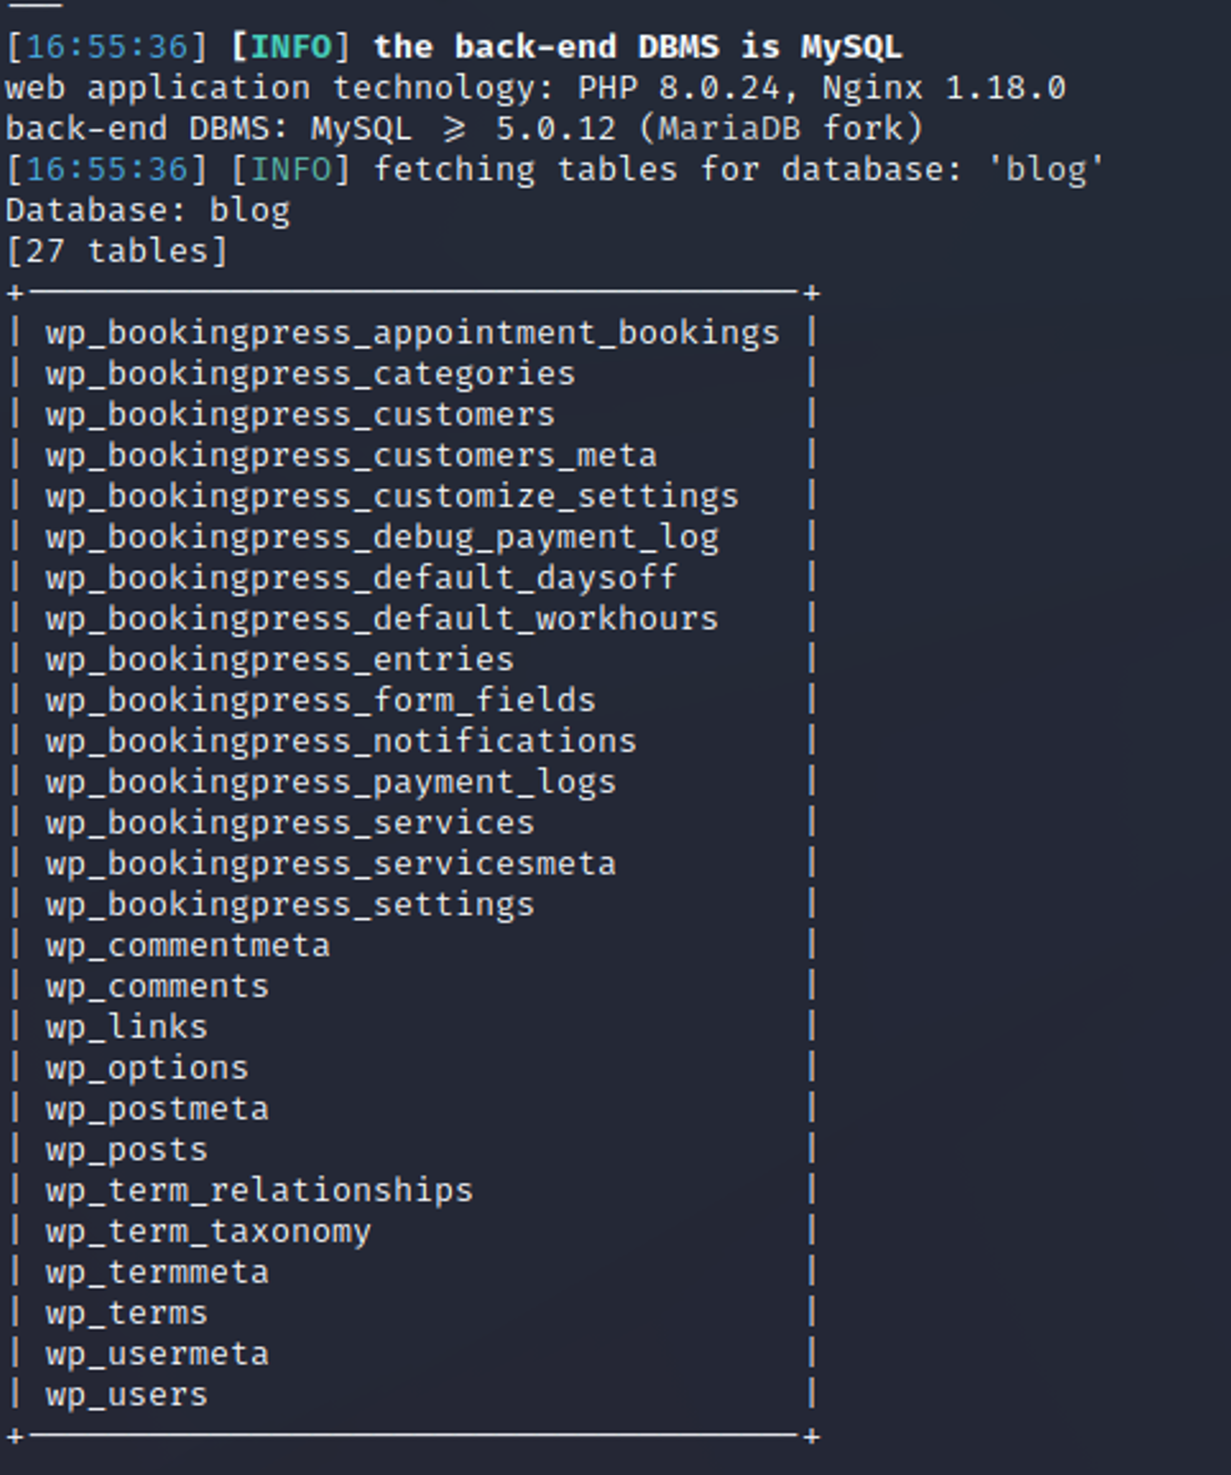 [16:55:36] [INFO] the back-end DBMS is MySQL
web application technology: PHP 8.0.24, Nginx 1.18.0
back-end DBMS: MySQL ≥ 5.0.12 (MariaDB fork)
[16:55:36] [INFO] fetching tables for database: 'blog'
Database: blog
[27 tables]
+--------------------------------------+
| wp_bookingpress_appointment_bookings |
| wp_bookingpress_categories           |
| wp_bookingpress_customers            |
| wp_bookingpress_customers_meta       |
| wp_bookingpress_customize_settings   |
| wp_bookingpress_debug_payment_log    |
| wp_bookingpress_default_daysoff      |
| wp_bookingpress_default_workhours    |
| wp_bookingpress_entries              |
| wp_bookingpress_form_fields          |
| wp_bookingpress_notifications        |
| wp_bookingpress_payment_logs         |
| wp_bookingpress_services             |
| wp_bookingpress_servicesmeta         |
| wp_bookingpress_settings             |
| wp_commentmeta                       |
| wp_comments                          |
| wp_links                             |
| wp_options                           |
| wp_postmeta                          |
| wp_posts                             |
| wp_term_relationships                |
| wp_term_taxonomy                     |
| wp_termmeta                          |
| wp_terms                             |
| wp_usermeta                          |
| wp_users                             |
+--------------------------------------+